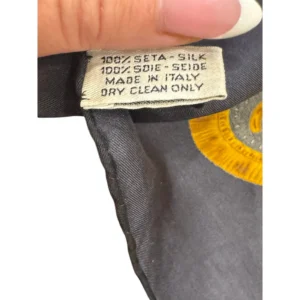 100% SETA - SILK
100% SOIE - SEIDE
MADE IN ITALY
DRY CLEAN ONLY